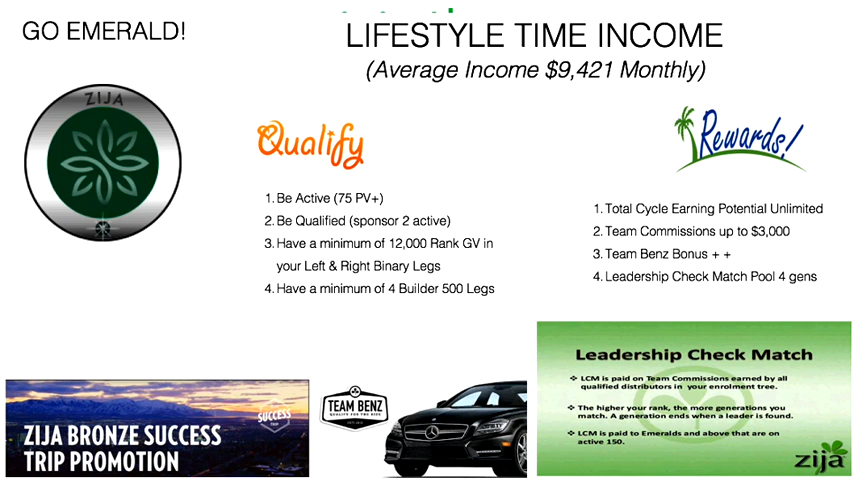 GO EMERALD!
LIFESTYLE TIME INCOME
(Average Income $9,421 Monthly)
ZIJA
Qualify
1. Be Active (75 PV+)
2. Be Qualified (sponsor 2 active)
3. Have a minimum of 12,000 Rank GV in
your Left & Right Binary Legs
4. Have a minimum of 4 Builder 500 Legs
Rewards!
1. Total Cycle Earning Potential Unlimited
2. Team Commissions up to $3,000
3. Team Benz Bonus + +
4. Leadership Check Match Pool 4 gens
ZIJA BRONZE SUCCESS
TRIP PROMOTION
SUCCESS
TRIP
TEAM BENZ
QUALIFY FOR THE RIDE
Leadership Check Match
❖ LCM is paid on Team Commissions earned by all
qualified distributors in your enrolment tree.
❖ The higher your rank, the more generations you
match. A generation ends when a leader is found.
❖ LCM is paid to Emeralds and above that are on
active 150.
zija